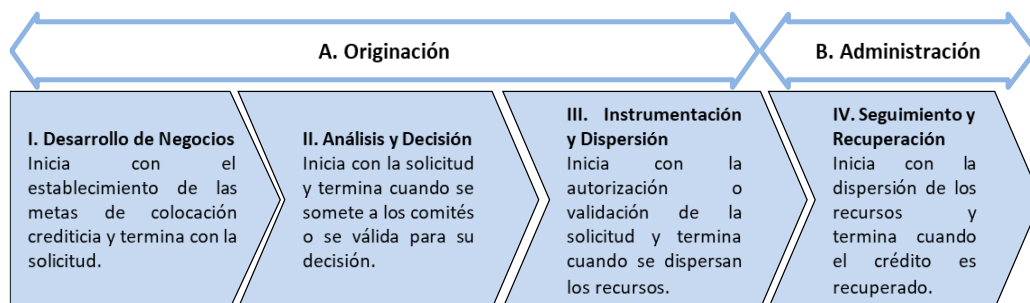 A. Originación
B. Administración
I. Desarrollo de Negocios
Inicia con el
establecimiento de las
metas de colocación
crediticia y termina con la
solicitud.
II. Análisis y Decisión
Inicia con la solicitud
y termina cuando se
somete a los comités
o se válida para su
decisión.
III. Instrumentación
y Dispersión
Inicia con la
autorización o
validación de la
solicitud y termina
cuando se dispersan
los recursos.
IV. Seguimiento y
Recuperación
Inicia con la
dispersión de los
recursos y
termina cuando
el crédito es
recuperado.